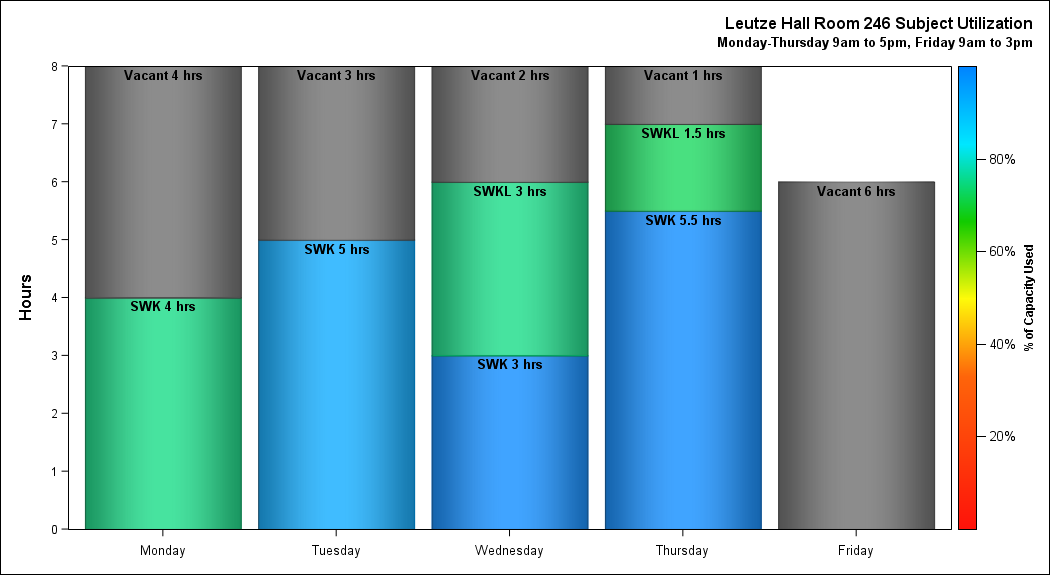 Leutze Hall Room 246 Subject Utilization
Monday-Thursday 9am to 5pm, Friday 9am to 3pm
Hours
8
7
6
5
4
3
2
1
0
Vacant 4 hrs
SWK 4 hrs
Vacant 3 hrs
SWK 5 hrs
Vacant 2 hrs
SWKL 3 hrs
SWK 3 hrs
Vacant 1 hrs
SWKL 1.5 hrs
SWK 5.5 hrs
Vacant 6 hrs
Monday
Tuesday
Wednesday
Thursday
Friday
80%
60%
40%
20%
% of Capacity Used